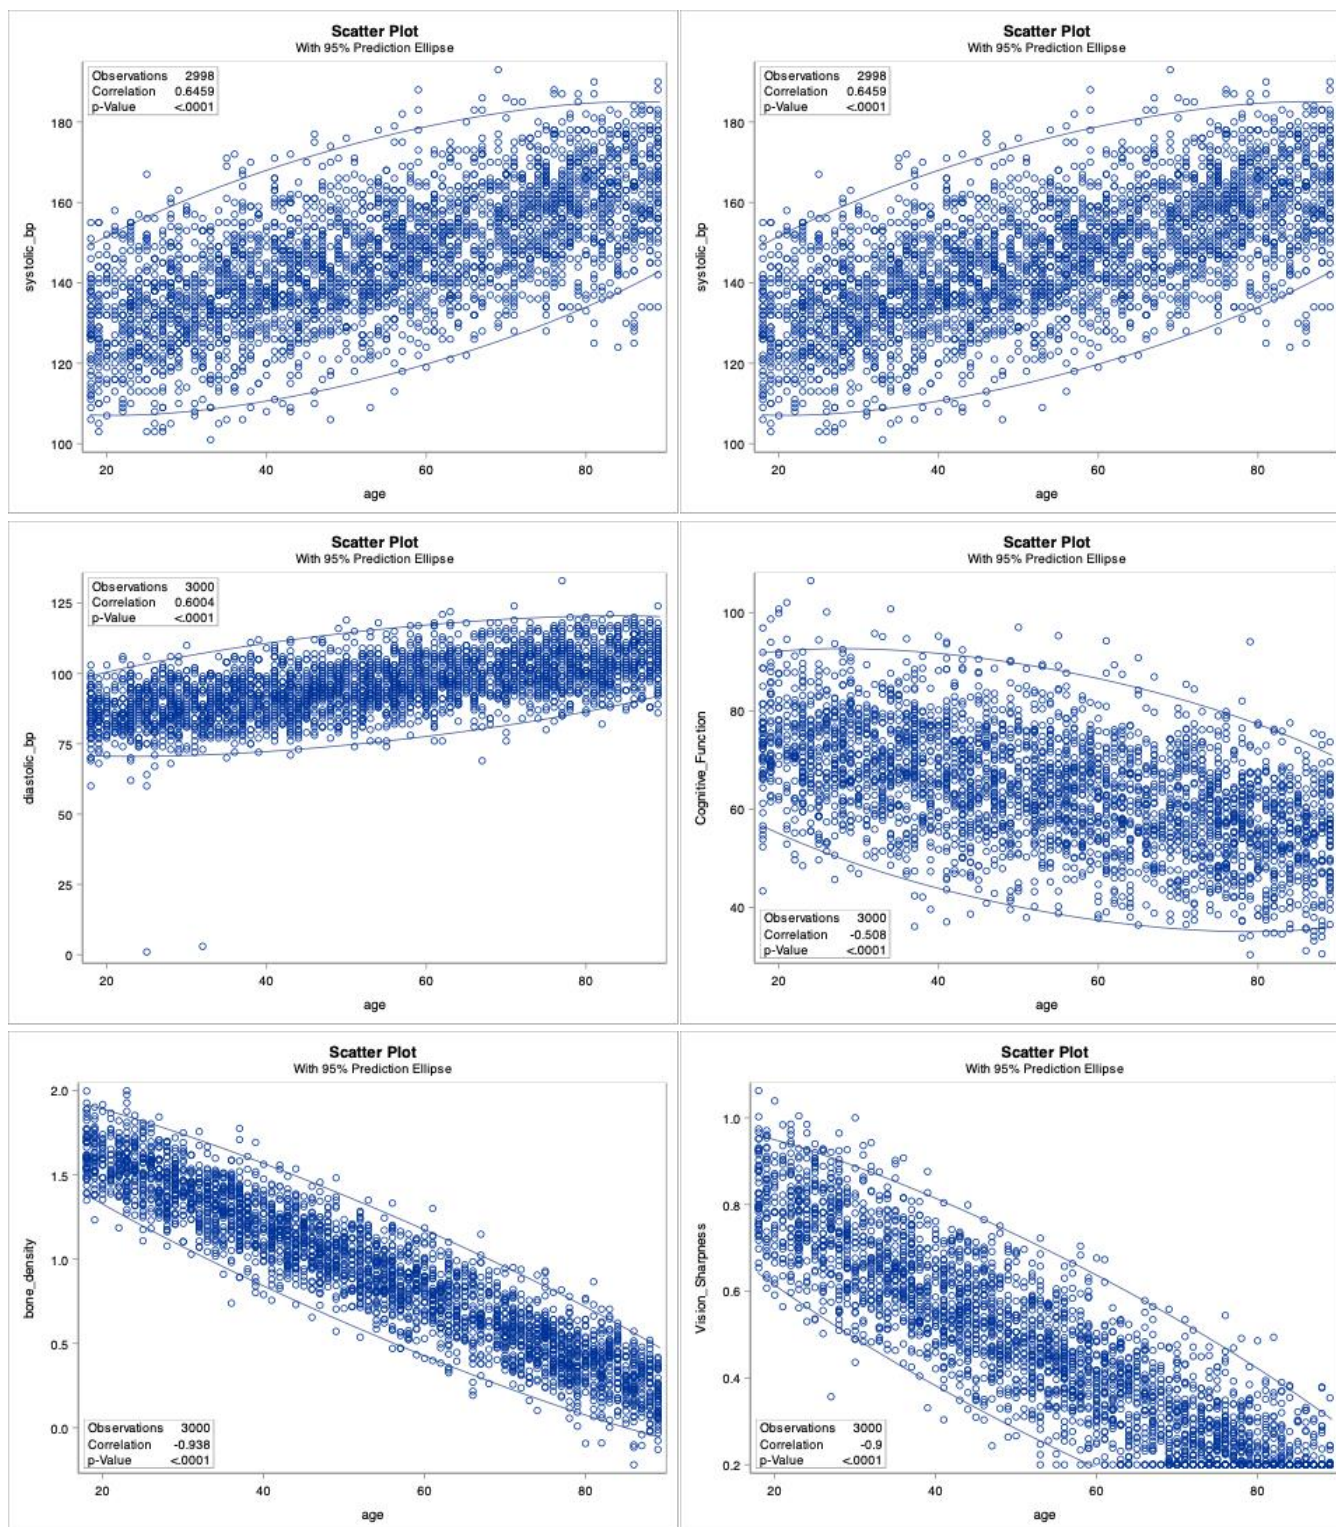 Scatter Plot
With 95% Prediction Ellipse
Observations 2998
Correlation 0.6459
p-Value <.0001
systolic_bp
180
160
140
120
100
20 40 60 80
age
Scatter Plot
With 95% Prediction Ellipse
Observations 2998
Correlation 0.6459
p-Value <.0001
systolic_bp
180
160
140
120
100
20 40 60 80
age
Scatter Plot
With 95% Prediction Ellipse
Observations 3000
Correlation 0.6004
p-Value <.0001
diastolic_bp
125
100
75
50
25
0
20 40 60 80
age
Scatter Plot
With 95% Prediction Ellipse
Cognitive_Function
100
80
60
40
Observations 3000
Correlation -0.508
p-Value <.0001
20 40 60 80
age
Scatter Plot
With 95% Prediction Ellipse
bone_density
2.0
1.5
1.0
0.5
0.0
Observations 3000
Correlation -0.938
p-Value <.0001
20 40 60 80
age
Scatter Plot
With 95% Prediction Ellipse
Vision_Sharpness
1.0
0.8
0.6
0.4
0.2
Observations 3000
Correlation -0.9
p-Value <.0001
20 40 60 80
age